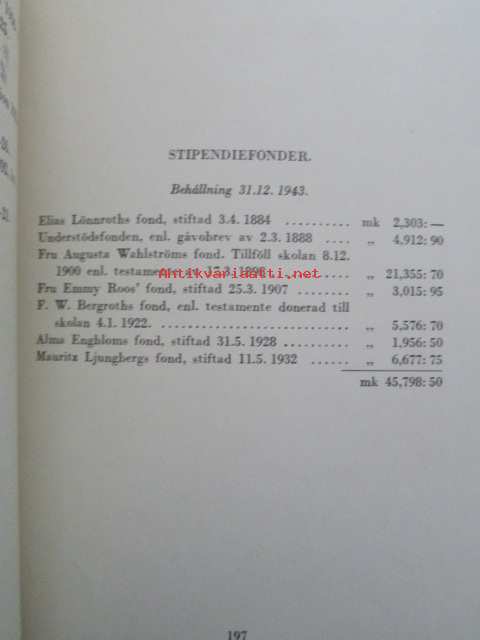 STIPENDIEFONDER.
Behållning 31.12. 1943.
Elias Lönnroths fond, stiftad 3.4. 1884 .......... mk 2,303: —
Understödsfonden, enl. gåvobrev av 2.3. 1888 .... „ 4,912: 90
Fru Augusta Wahlströms fond. Tillföll skolan 8.12.
1900 enl. testamente „ 21,355: 70
Antikvariaatti.net
Fru Emmy Roos' fond, stiftad 25.3. 1907 ......... „ 3,015: 95
F. W. Bergroths fond, enl. testamente donerad till
skolan 4.1. 1922. ........................... „ 5,576: 70
Alma Engbloms fond, stiftad 31.5. 1928 .......... „ 1,956: 50
Mauritz Ljungbergs fond, stiftad 11.5. 1932 ...... „ 6,677: 75
mk 45,798: 50
197